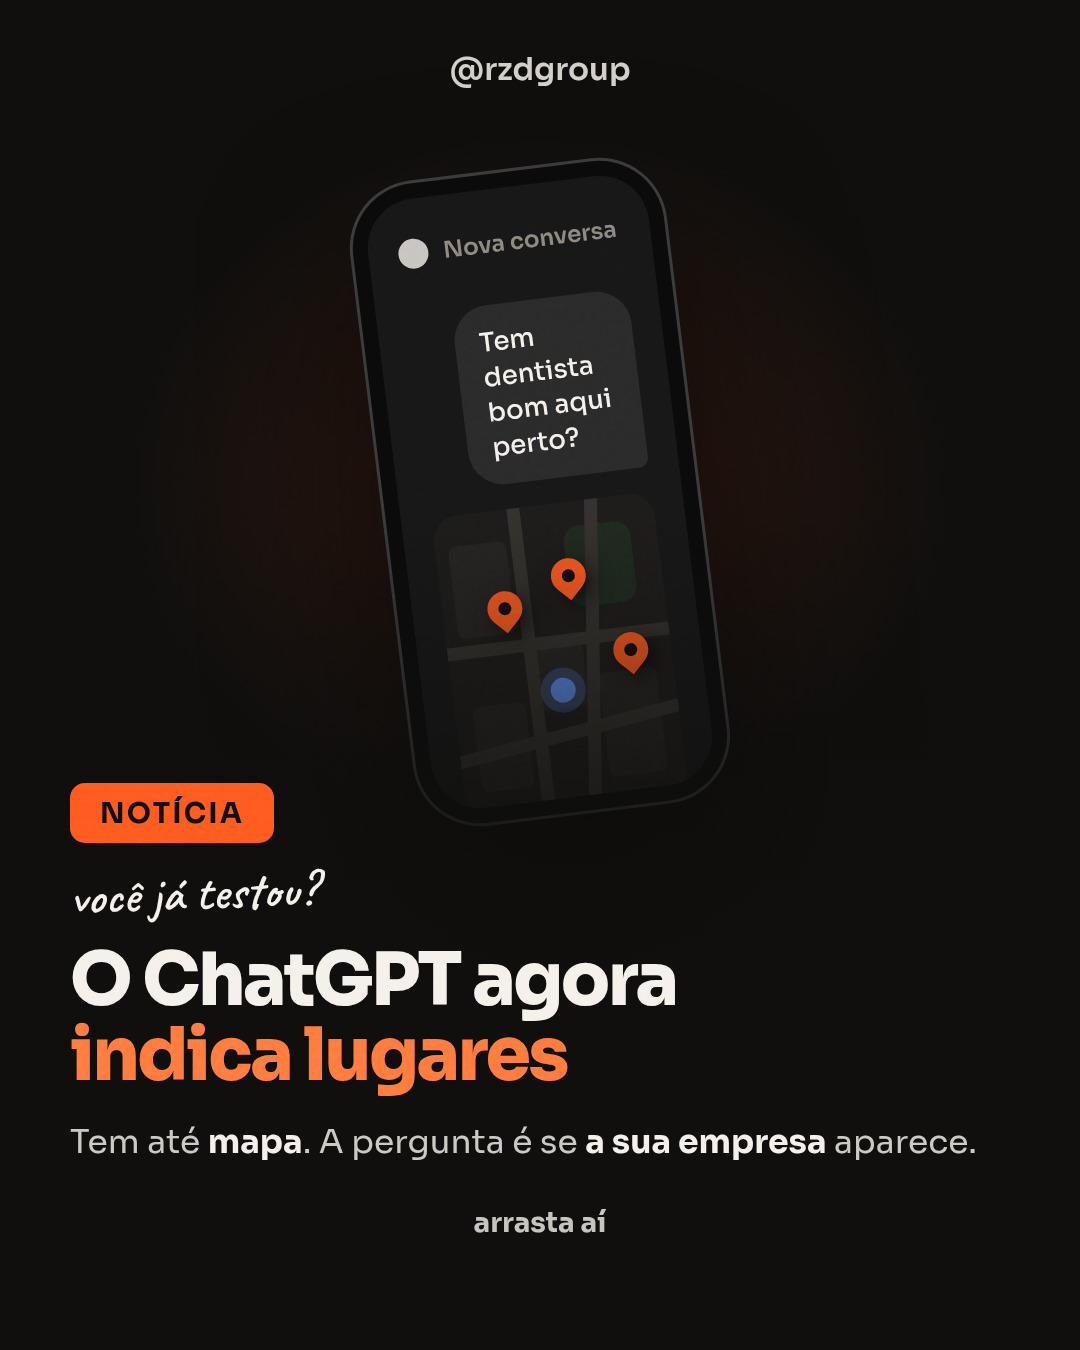 @rzdgroup
Nova conversa
Tem
dentista
bom aqui
perto?
NOTÍCIA
você já testou?
O ChatGPT agora
indica lugares
Tem até mapa. A pergunta é se a sua empresa aparece.
arrasta aí